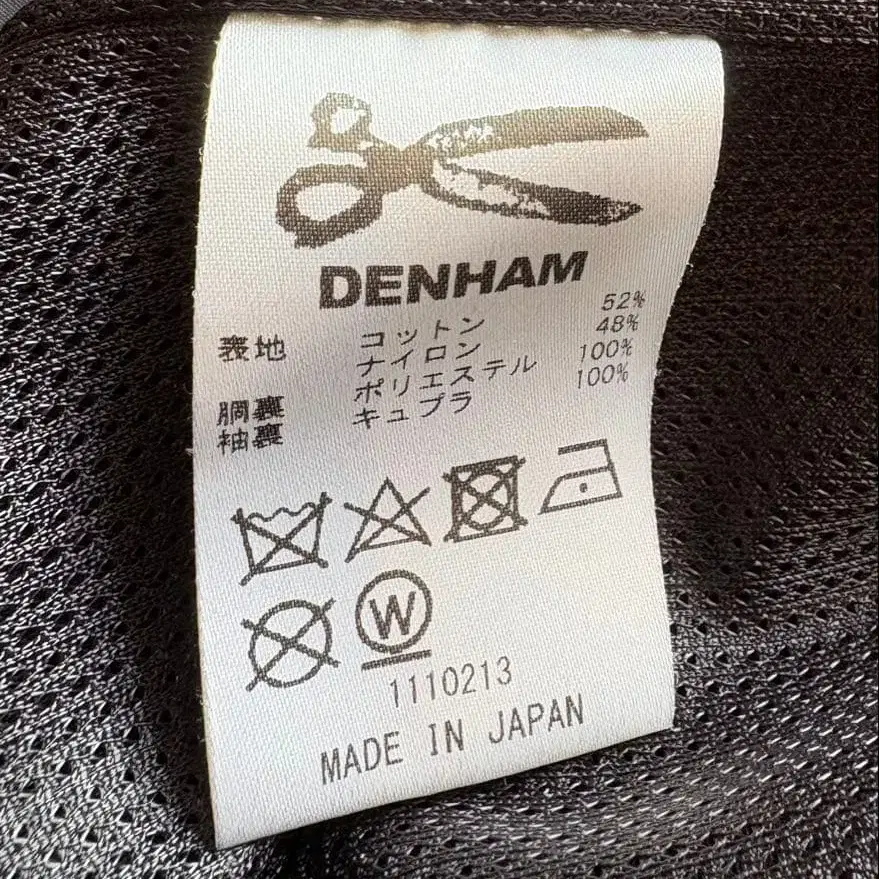 DENHAM
表地 コットン 52%
ナイロン 48%
胴裏 ポリエステル 100%
袖裏 キュプラ 100%
W
1110213
MADE IN JAPAN